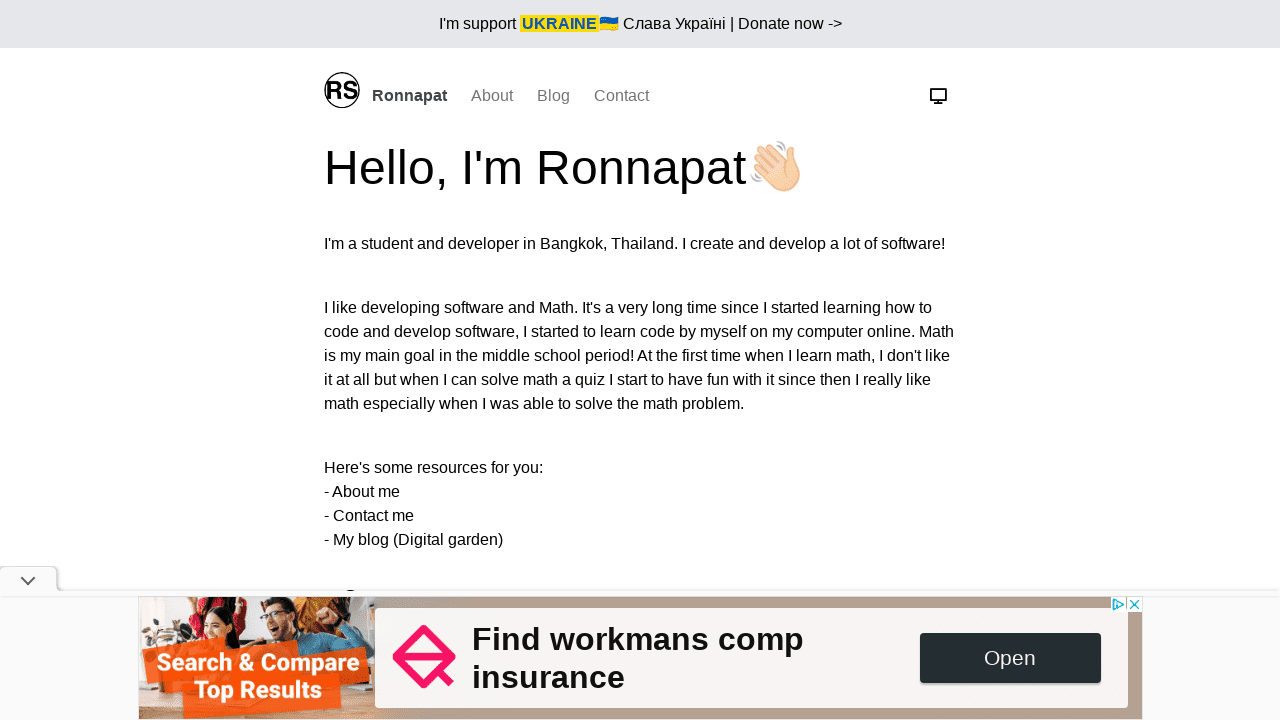 I'm support UKRAINE🇺🇦 Слава Україні | Donate now ->
RS Ronnapat About Blog Contact
Hello, I'm Ronnapat👋🏻
I'm a student and developer in Bangkok, Thailand. I create and develop a lot of software!
I like developing software and Math. It's a very long time since I started learning how to
code and develop software, I started to learn code by myself on my computer online. Math
is my main goal in the middle school period! At the first time when I learn math, I don't like
it at all but when I can solve math a quiz I start to have fun with it since then I really like
math especially when I was able to solve the math problem.
Here's some resources for you:
- About me
- Contact me
- My blog (Digital garden)
Search & Compare
Top Results
Find workmans comp
insurance
Open